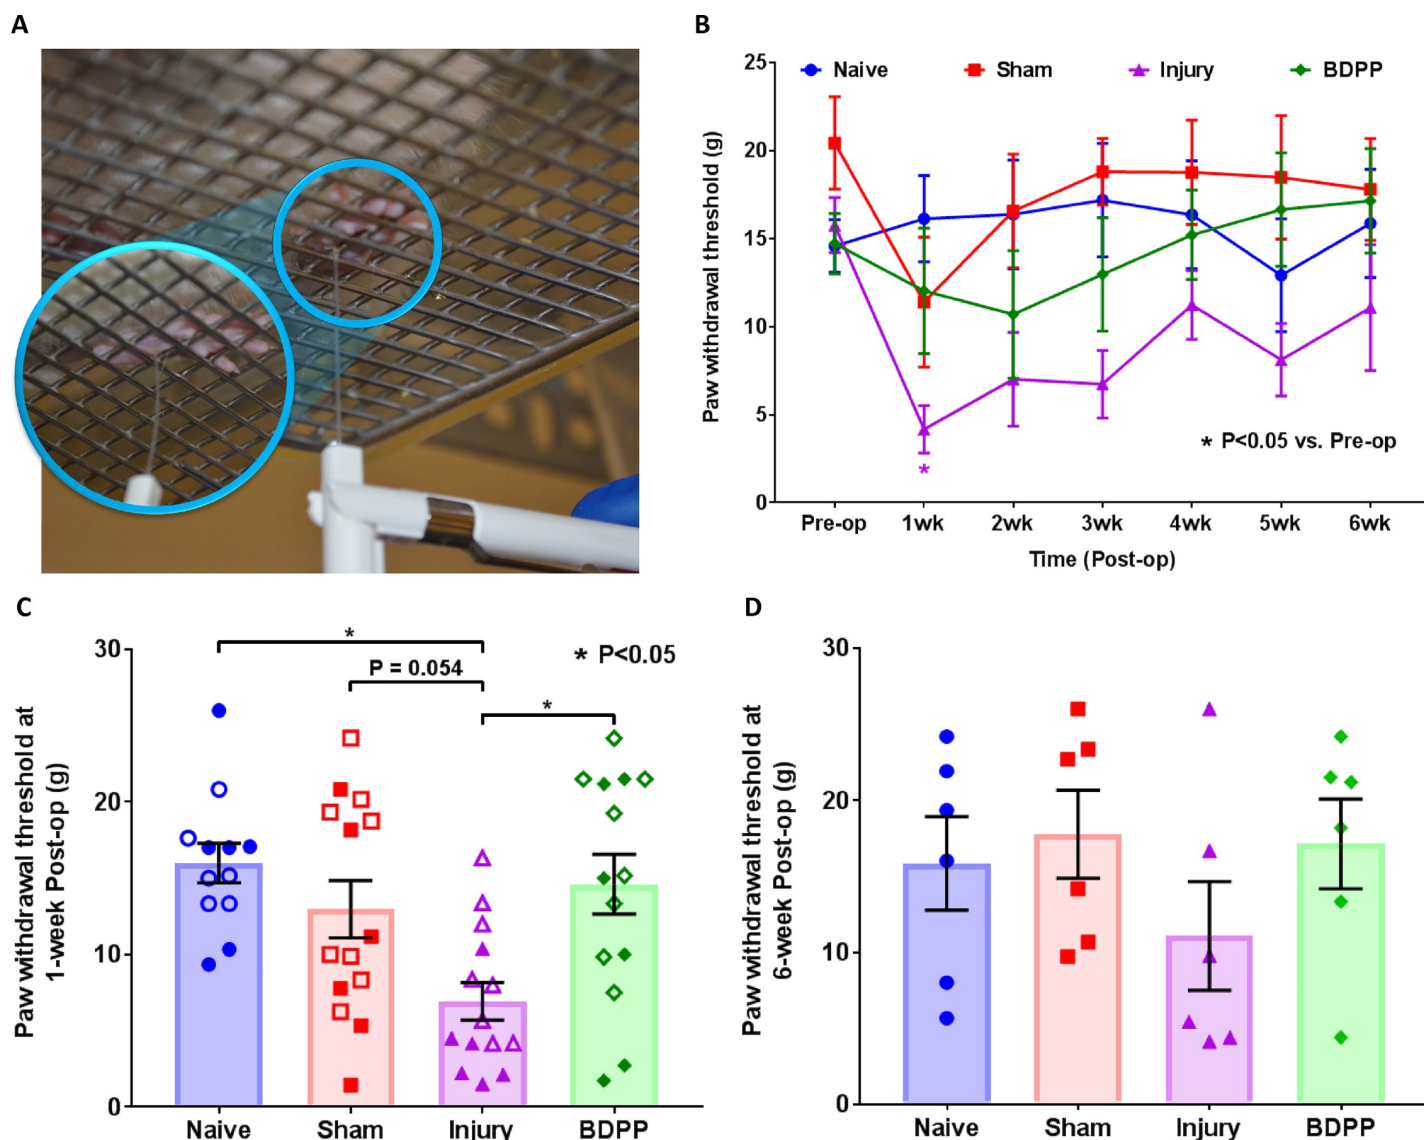 A
B
Naive Sham Injury BDPP
25
20
15
10
5
0
Paw withdrawal threshold (g)
* P<0.05 vs. Pre-op
*
Pre-op 1wk 2wk 3wk 4wk 5wk 6wk
Time (Post-op)
C
Paw withdrawal threshold at
1-week Post-op (g)
30
20
10
0
*
P = 0.054
*
* P<0.05
Naive Sham Injury BDPP
D
Paw withdrawal threshold at
6-week Post-op (g)
30
20
10
0
Naive Sham Injury BDPP